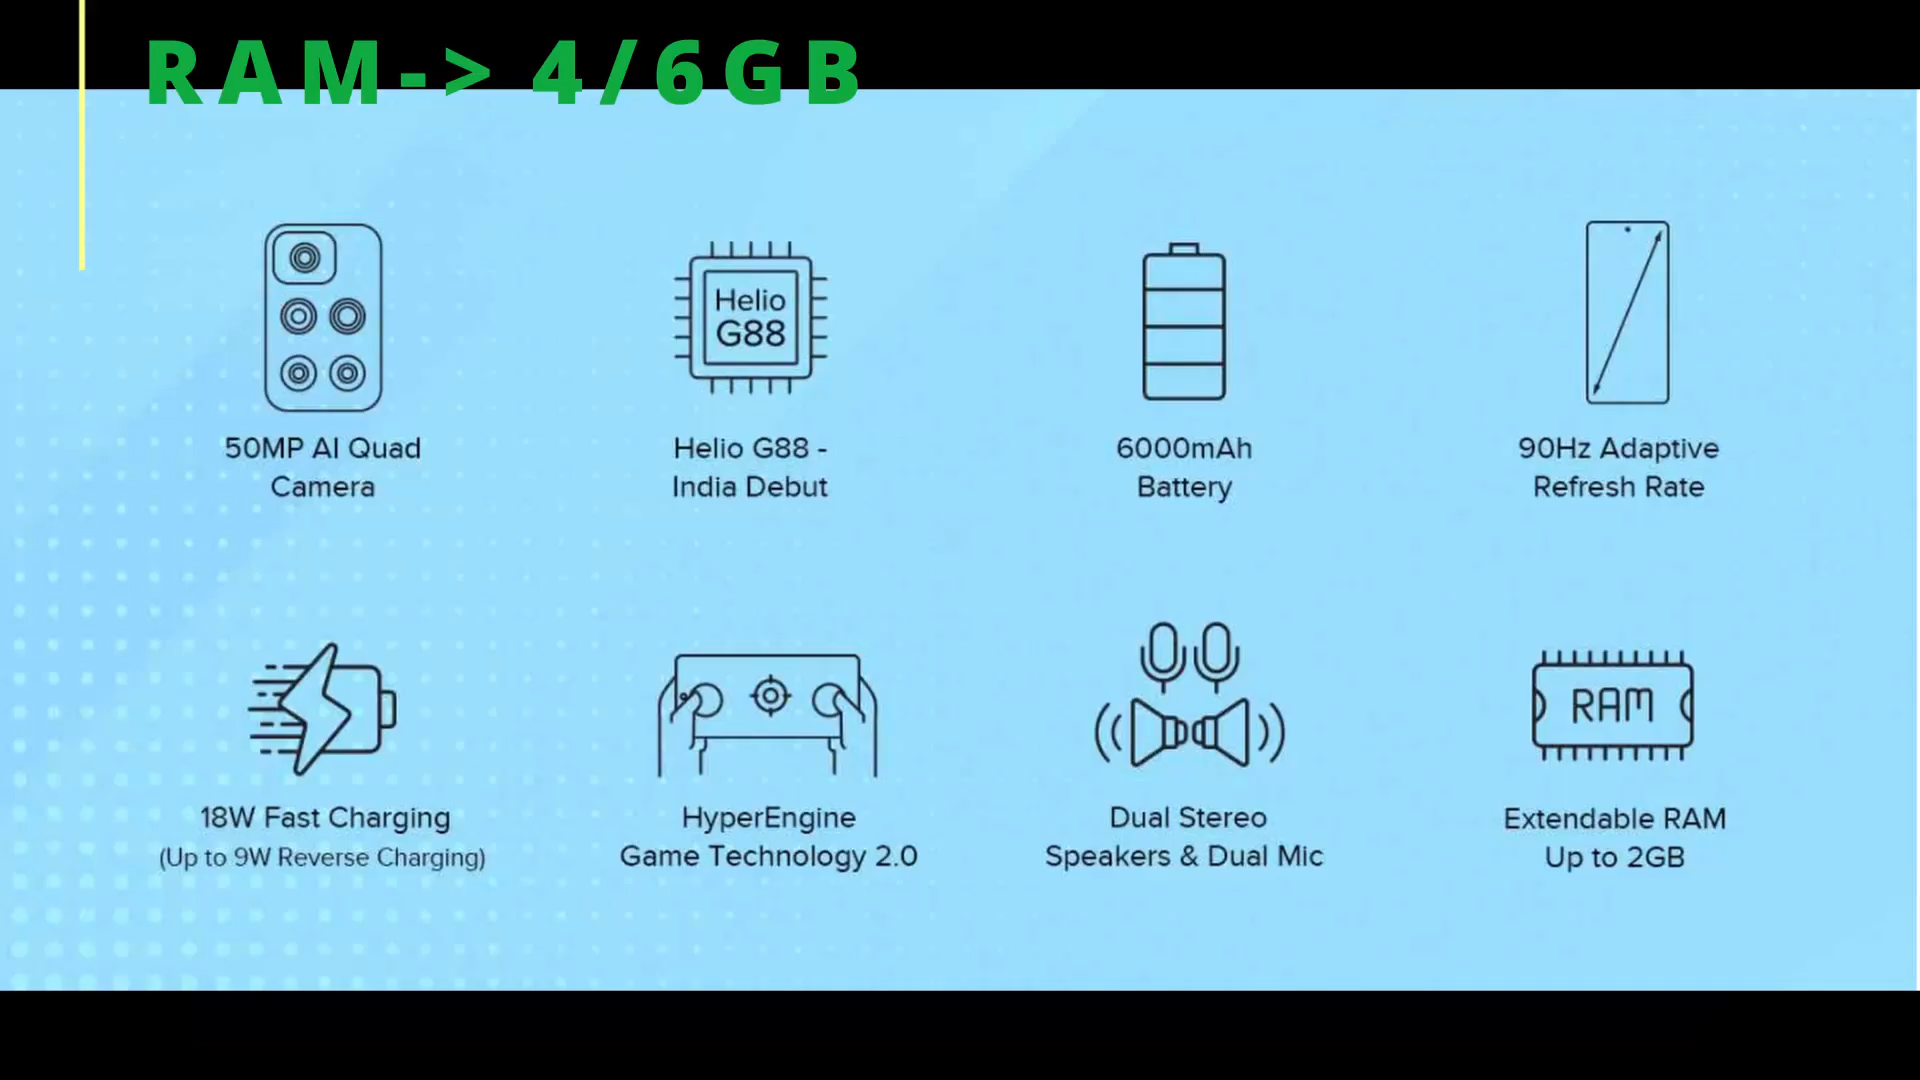 RAM-> 4/6GB
Helio
G88
50MP AI Quad
Camera
Helio G88 -
India Debut
6000mAh
Battery
90Hz Adaptive
Refresh Rate
RAM
18W Fast Charging
(Up to 9W Reverse Charging)
HyperEngine
Game Technology 2.0
Dual Stereo
Speakers & Dual Mic
Extendable RAM
Up to 2GB